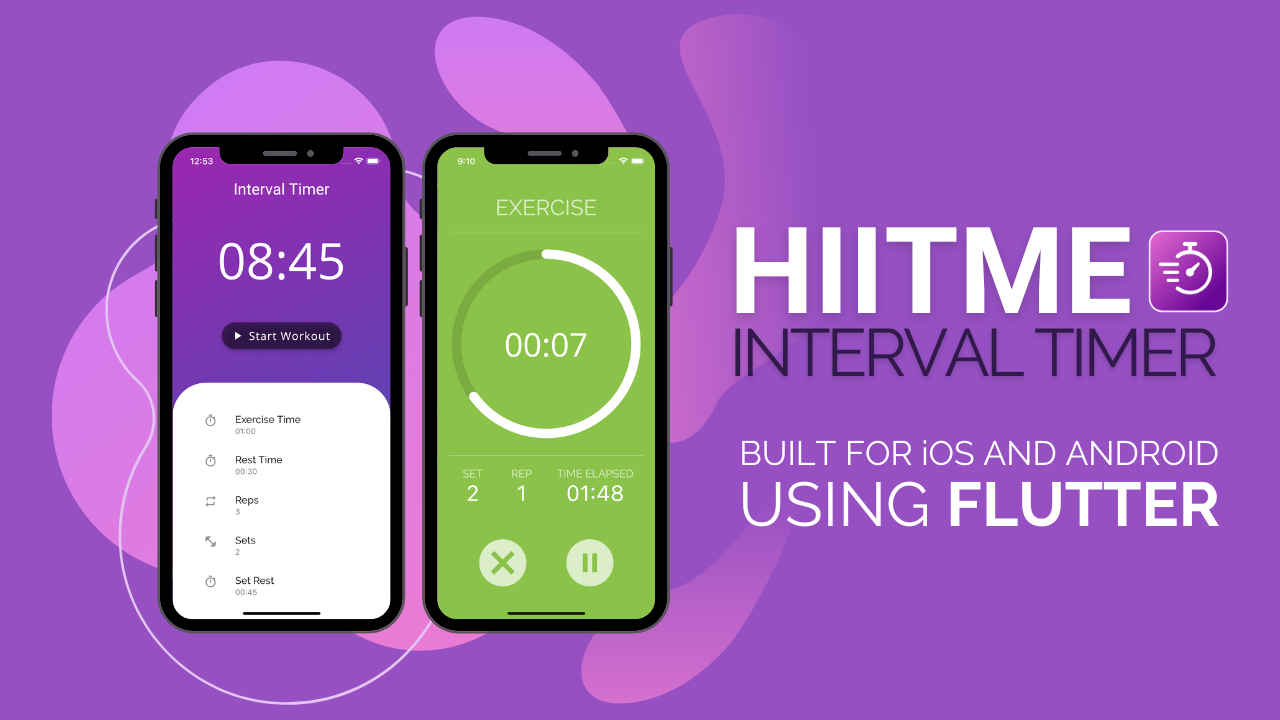 12:53
Interval Timer
08:45
Start Workout
Exercise Time
01:00
Rest Time
00:30
Reps
3
Sets
2
Set Rest
00:45
9:10
EXERCISE
00:07
SET REP TIME ELAPSED
2 1 01:48
HIITME
INTERVAL TIMER
BUILT FOR iOS AND ANDROID
USING FLUTTER